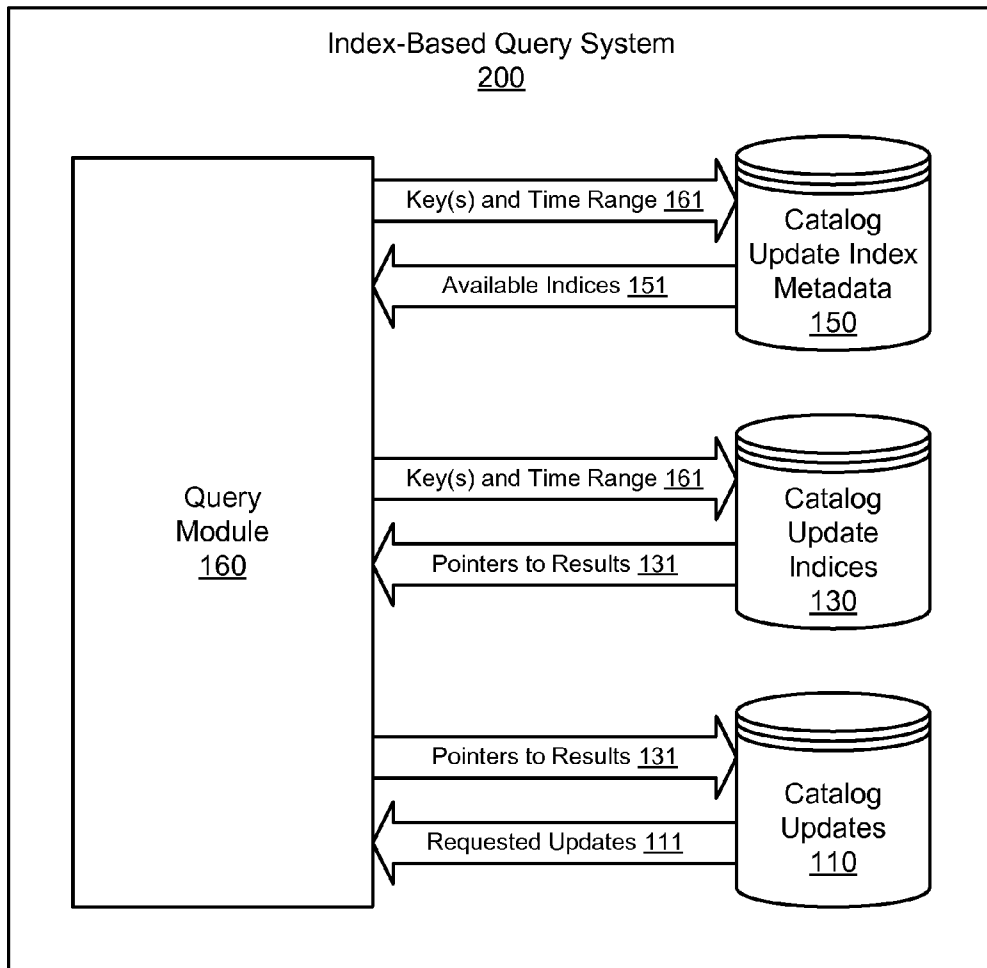 Index-Based Query System
200
Key(s) and Time Range 161
Available Indices 151
Catalog
Update Index
Metadata
150
Query
Module
160
Key(s) and Time Range 161
Pointers to Results 131
Catalog
Update
Indices
130
Pointers to Results 131
Requested Updates 111
Catalog
Updates
110